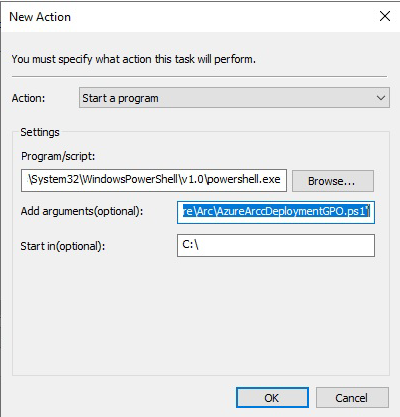 New Action
You must specify what action this task will perform.
Action: Start a program
Settings
Program/script:
\System32\WindowsPowerShell\v1.0\powershell.exe Browse...
Add arguments(optional): re\Arc\AzureArccDeploymentGPO.ps1"
Start in(optional): C:\
OK Cancel